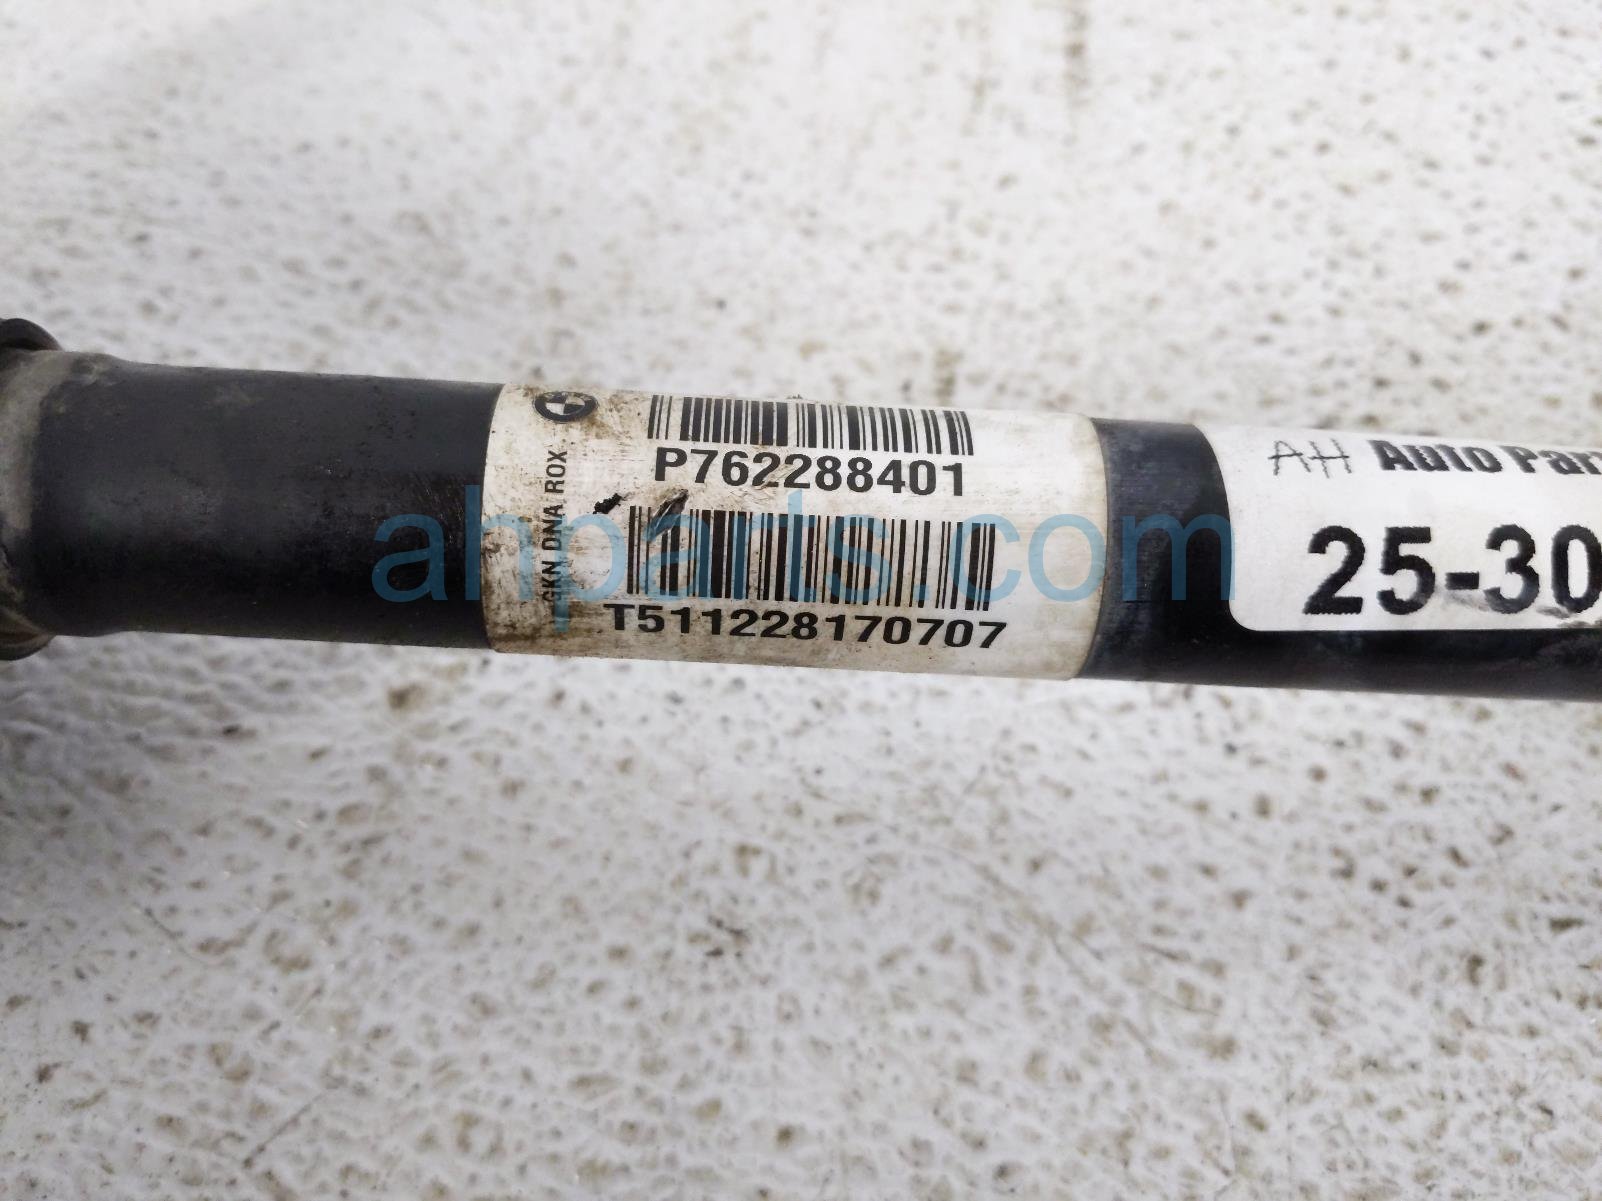 GKN DNA ROX
P762288401
T511228170707
AH Auto Par
25-30
ahparts.com